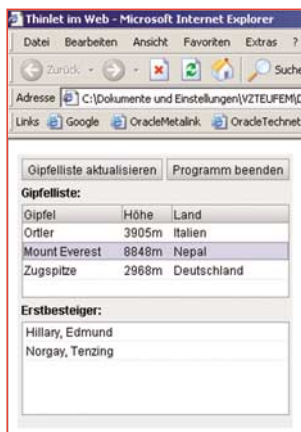 Thinlet im Web - Microsoft Internet Explorer
Datei Bearbeiten Ansicht Favoriten Extras ?
Zurück Suche
Adresse C:\Dokumente und Einstellungen\VZTEUFEM\D
Links Google OracleMetalink OracleTechnet
Gipfelliste aktualisieren Programm beenden
Gipfelliste:
Gipfel Höhe Land
Ortler 3905m Italien
Mount Everest 8848m Nepal
Zugspitze 2968m Deutschland
Erstbesteiger:
Hillary, Edmund
Norgay, Tenzing